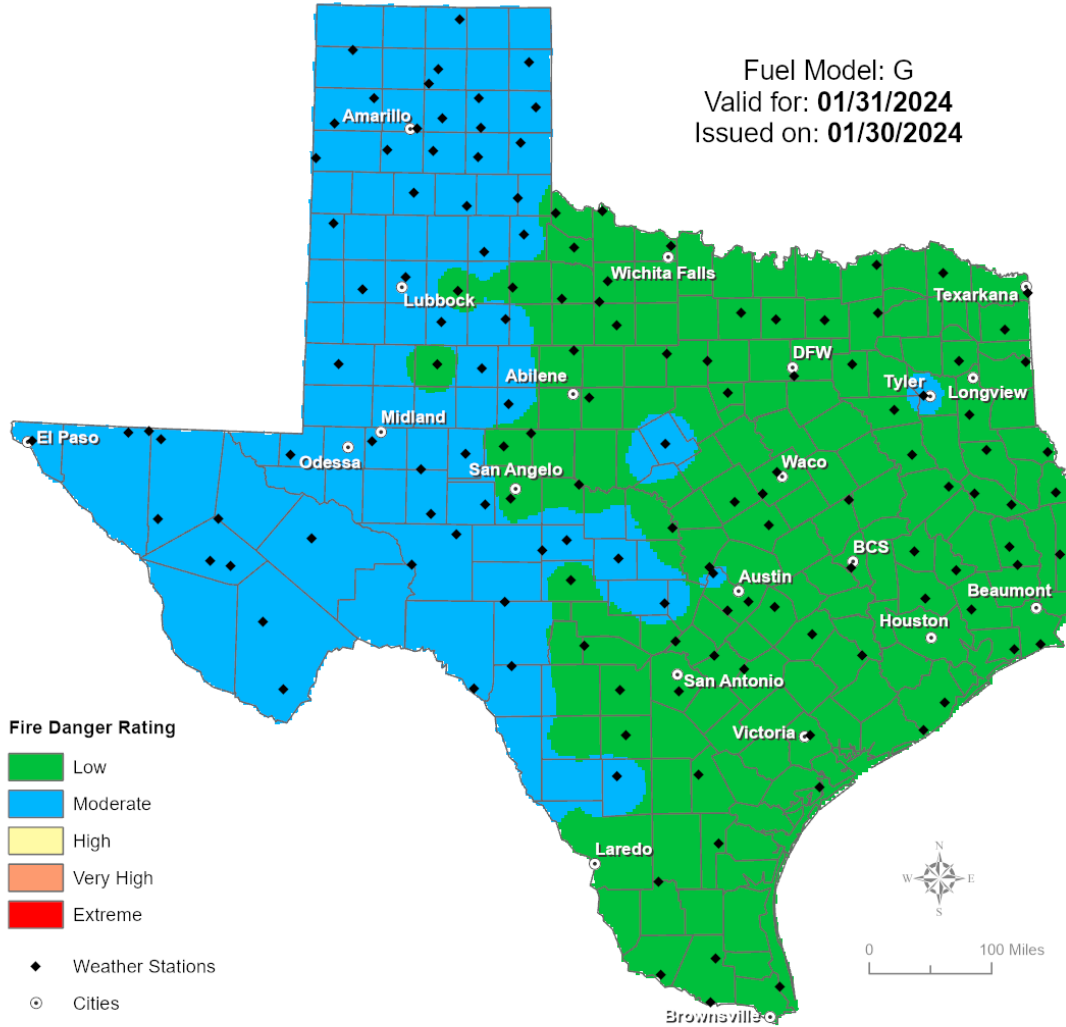 Fuel Model: G
Valid for: 01/31/2024
Issued on: 01/30/2024
Amarillo
Wichita Falls
Lubbock
Texarkana
DFW
Abilene
Tyler
Longview
Midland
El Paso
Odessa
San Angelo
Waco
BCS
Austin
Beaumont
Houston
San Antonio
Victoria
Laredo
Brownsville
Fire Danger Rating
Low
Moderate
High
Very High
Extreme
Weather Stations
Cities
N
W E
S
0 100 Miles